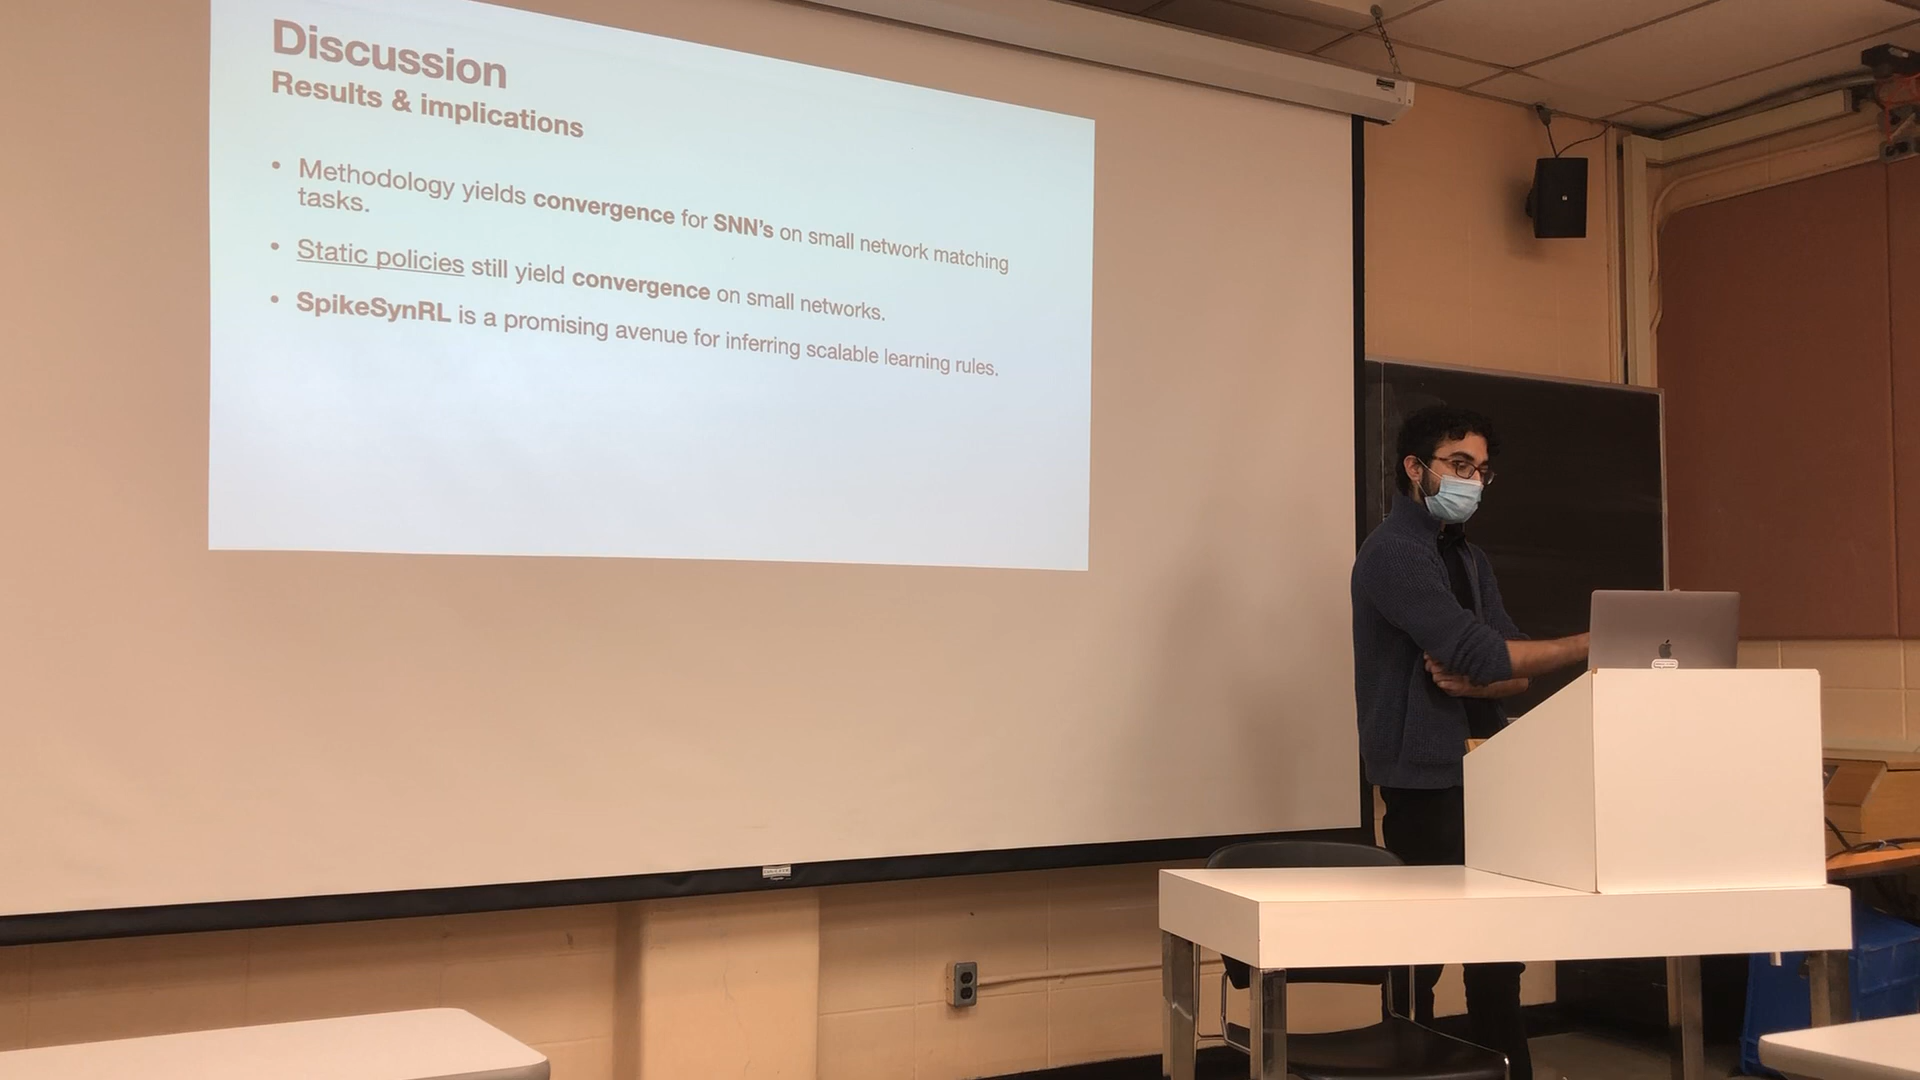 Discussion
Results & implications
• Methodology yields convergence for SNN's on small network matching
tasks.
• Static policies still yield convergence on small networks.
• SpikeSynRL is a promising avenue for inferring scalable learning rules.